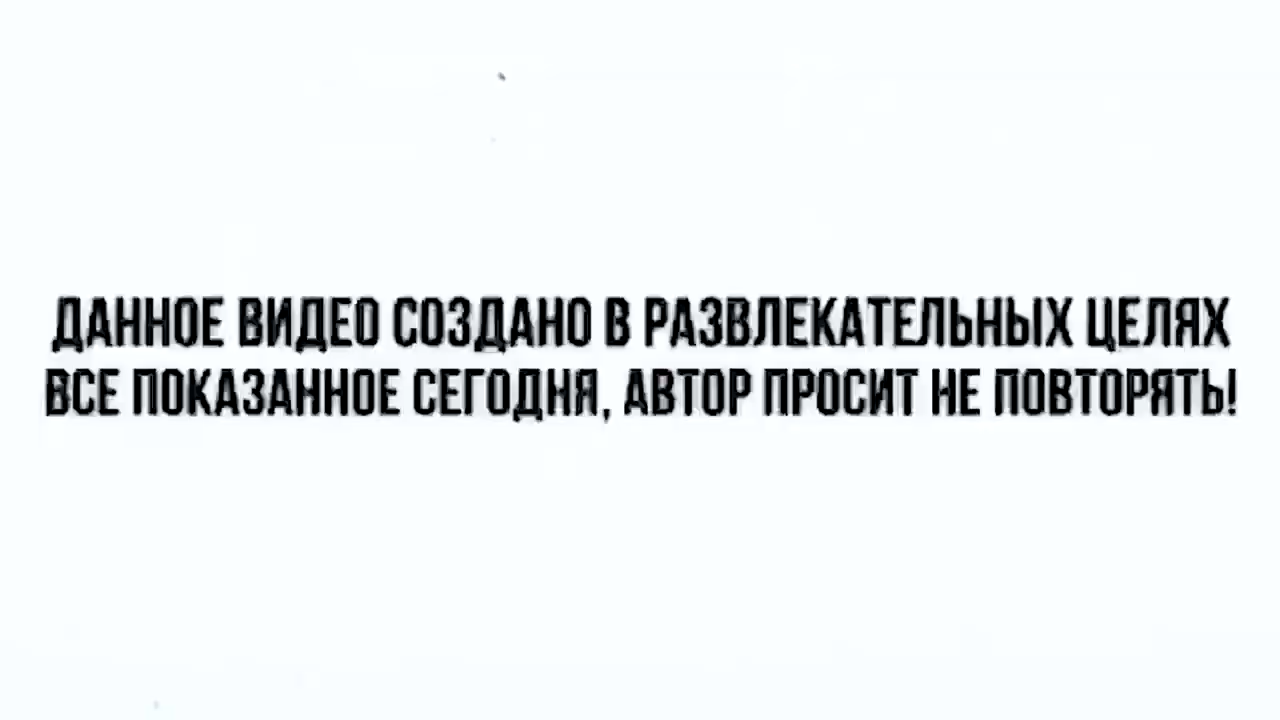 ДАННОЕ ВИДЕО СОЗДАНО В РАЗВЛЕКАТЕЛЬНЫХ ЦЕЛЯХ
ВСЕ ПОКАЗАННОЕ СЕГОДНЯ, АВТОР ПРОСИТ НЕ ПОВТОРЯТЬ!